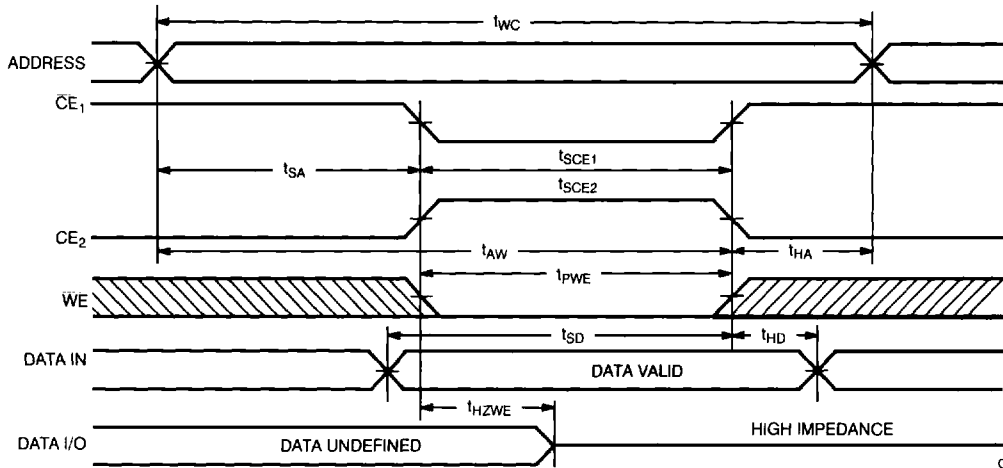 tWC
ADDRESS
CE1
tSA
tSCE1
tSCE2
CE2
tAW
tHA
tPWE
WE
tSD
tHD
DATA IN
DATA VALID
tHZWE
DATA I/O
DATA UNDEFINED
HIGH IMPEDANCE